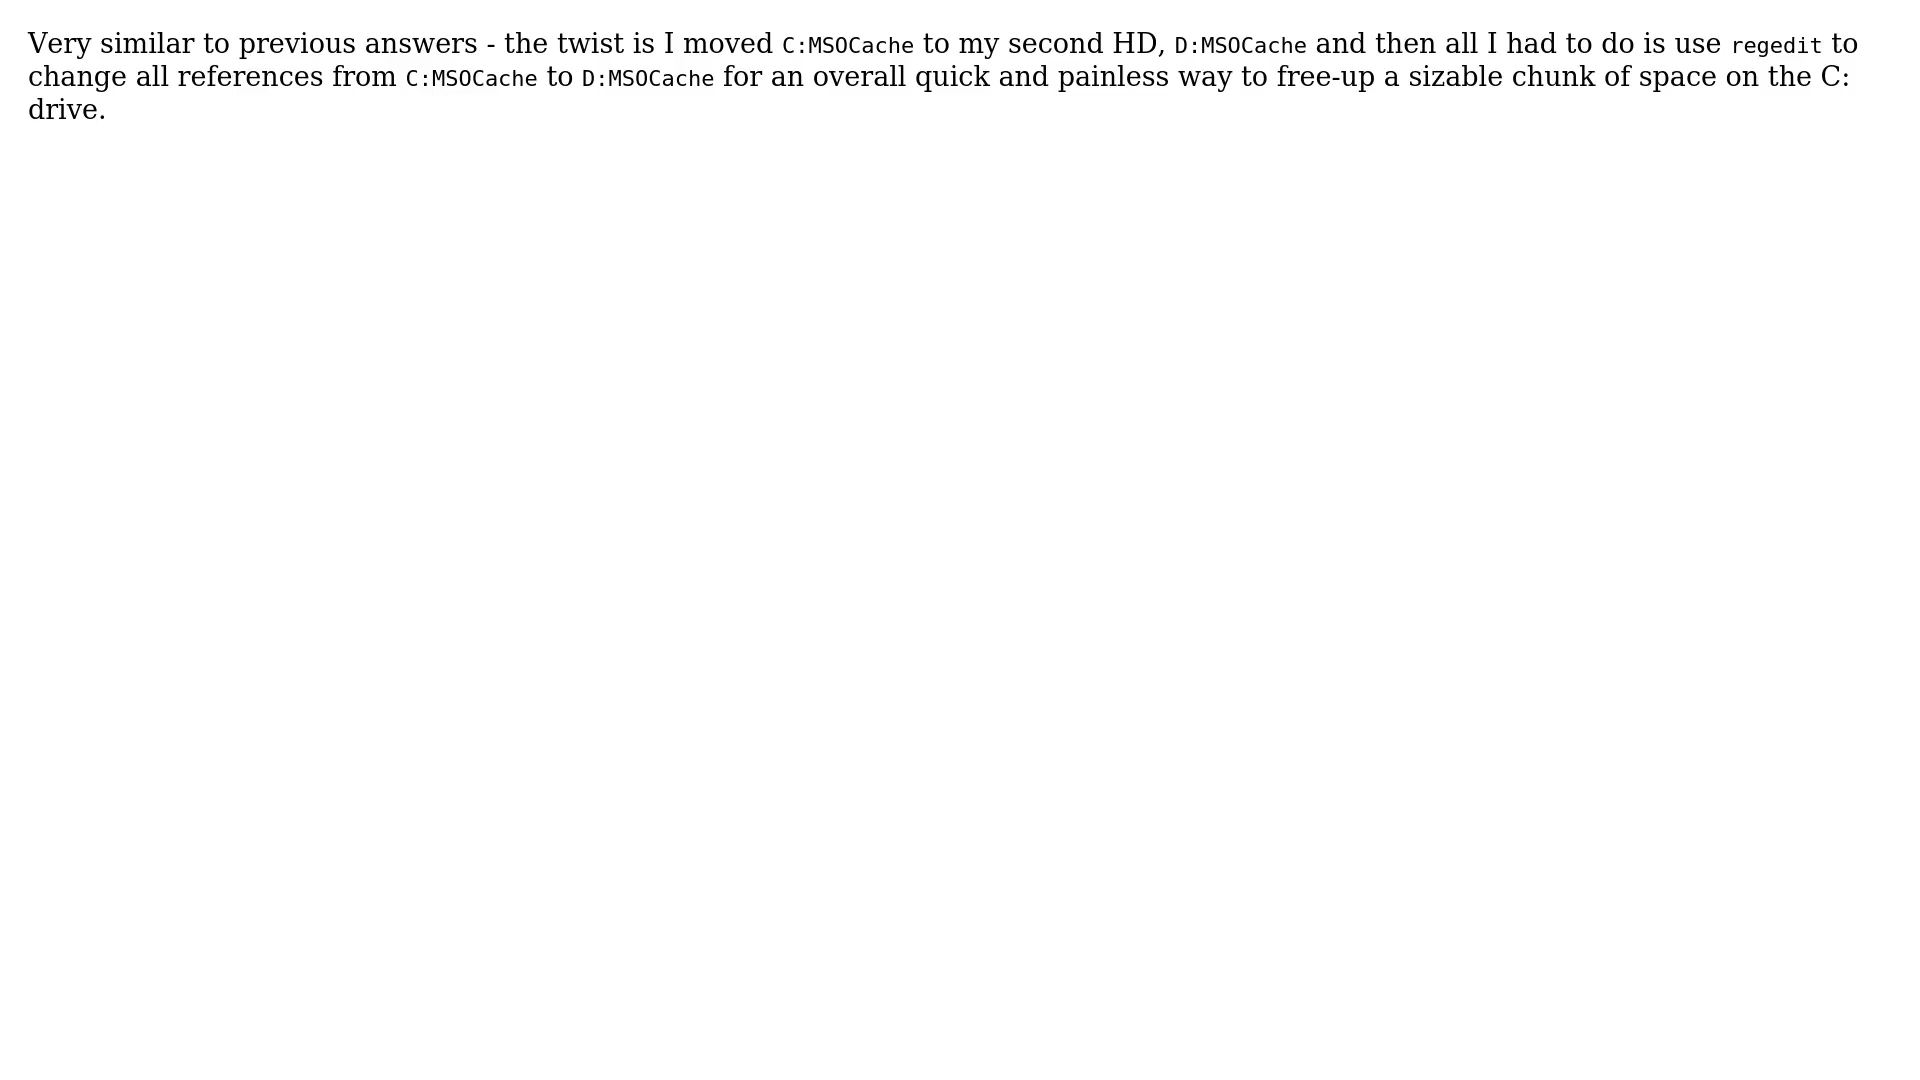 Very similar to previous answers - the twist is I moved C:MSOCache to my second HD, D:MSOCache and then all I had to do is use regedit to
change all references from C:MSOCache to D:MSOCache for an overall quick and painless way to free-up a sizable chunk of space on the C:
drive.